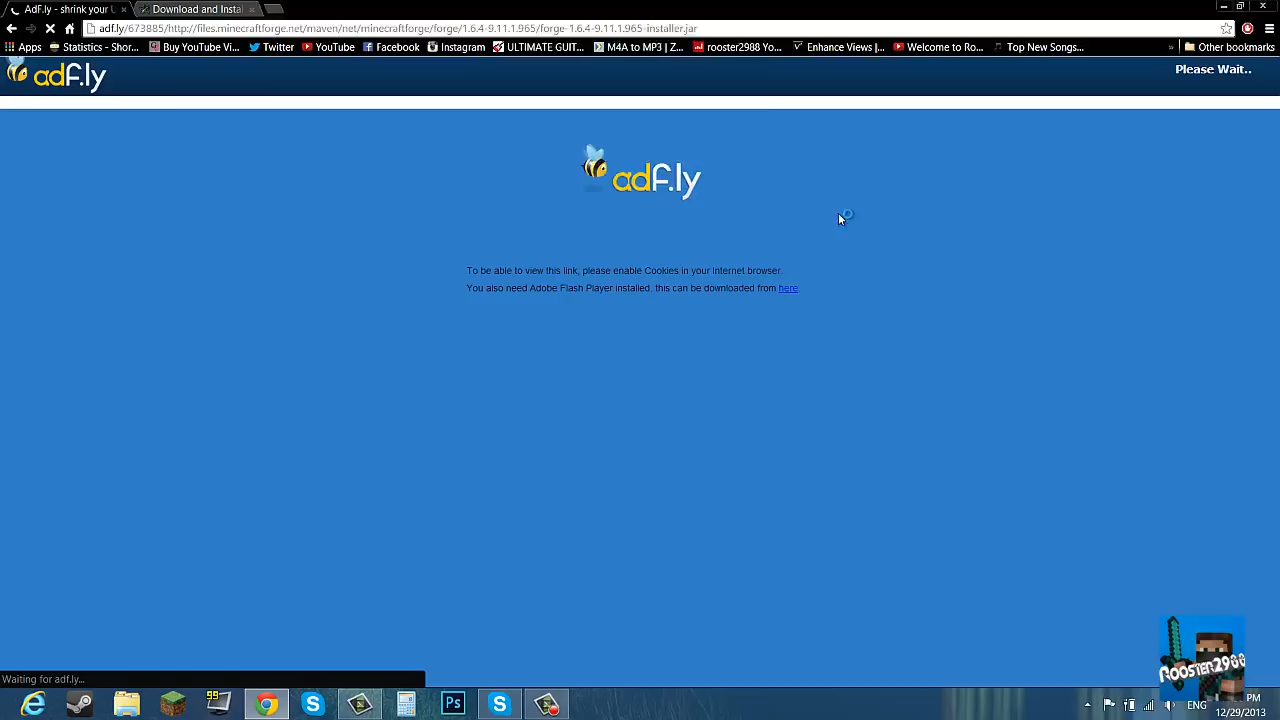 AdF.ly - shrink your U
Download and Instal
adf.ly/673885/http://files.minecraftforge.net/maven/net/minecraftforge/forge/1.6.4-9.11.1.965/forge-1.6.4-9.11.1.965-installer.jar
Apps
Statistics - Shor...
Buy YouTube Vi...
Twitter
YouTube
Facebook
Instagram
ULTIMATE GUIT...
M4A to MP3 | Z...
rooster2988 Yo...
Enhance Views |...
Welcome to Ro...
Top New Songs...
»
Other bookmarks
adf.ly
Please Wait..
adf.ly
To be able to view this link, please enable Cookies in your Internet browser.
You also need Adobe Flash Player installed, this can be downloaded from here
ROOSTER2988
Waiting for adf.ly...
99
Ps
ENG
PM
12/29/2013